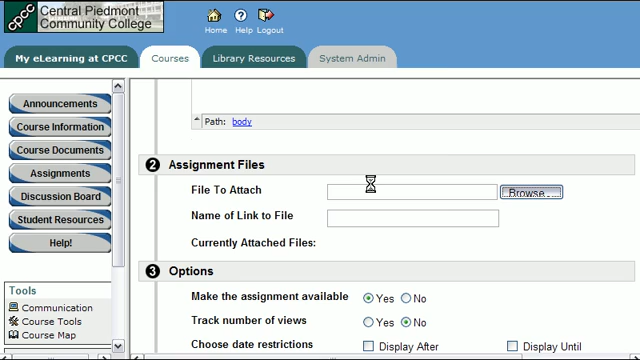 CPCC
Central Piedmont
Community College
Home Help Logout
My eLearning at CPCC Courses Library Resources System Admin
Announcements
Course Information
Course Documents
Assignments
Discussion Board
Student Resources
Help!
Tools
Communication
Course Tools
Course Map
Path: body
2 Assignment Files
File To Attach Browse...
Name of Link to File
Currently Attached Files:
3 Options
Make the assignment available Yes No
Track number of views Yes No
Choose date restrictions Display After Display Until